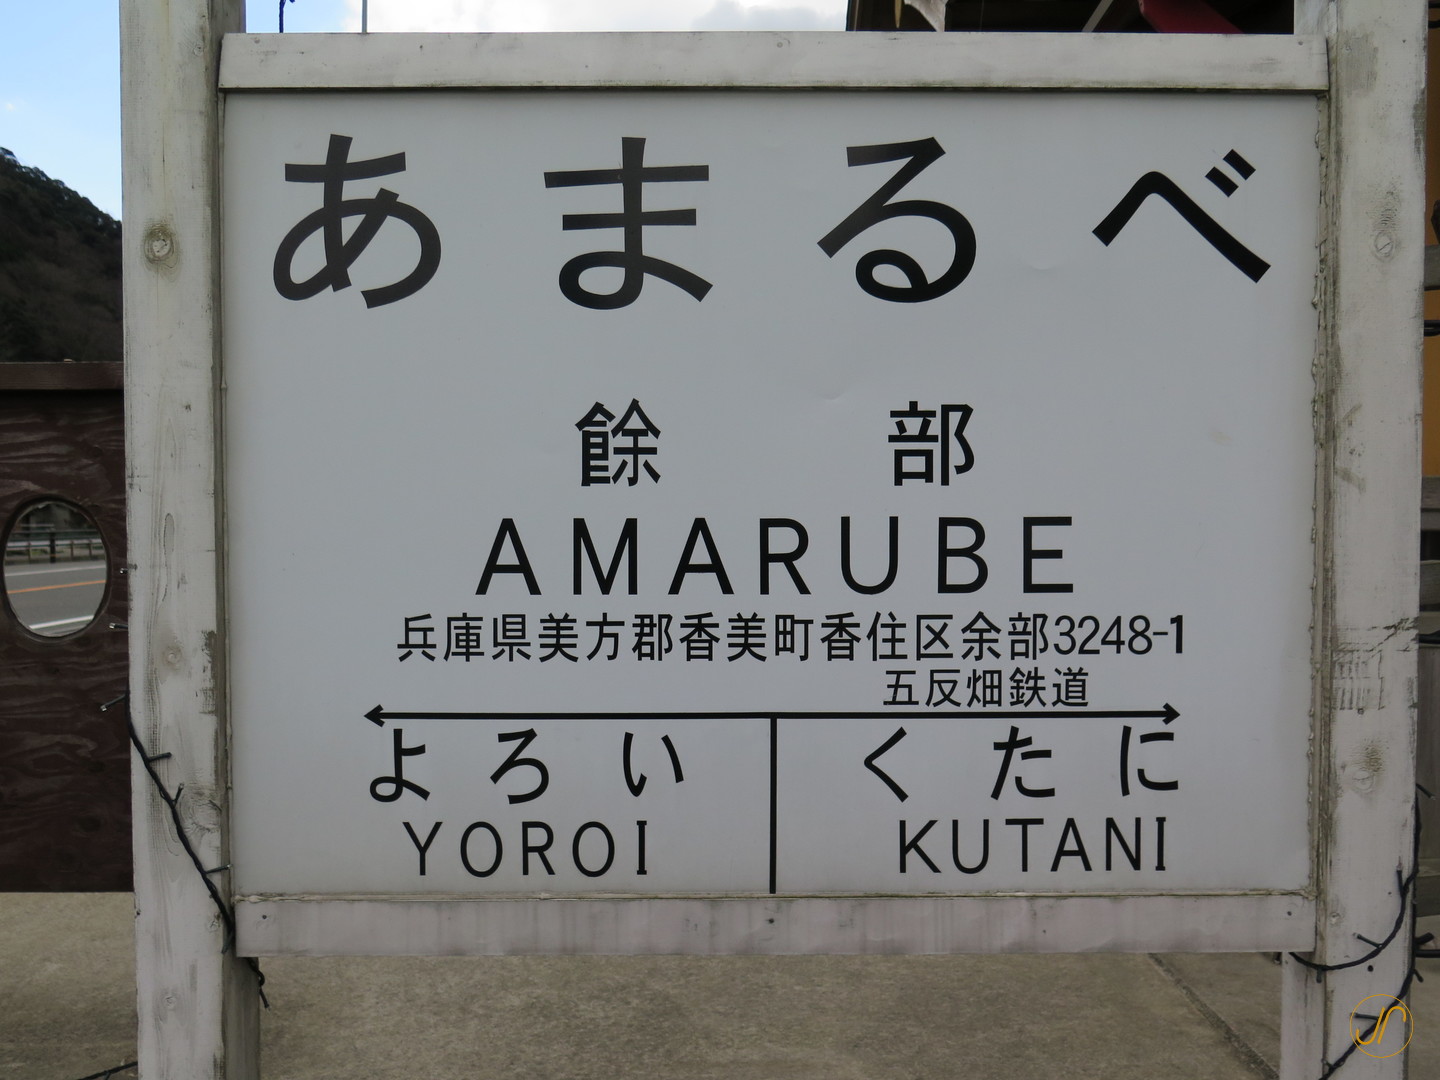 あまるべ
餘部
AMARUBE
兵庫県美方郡香美町香住区余部3248-1
五反畑鉄道
よろい くたに
YOROI KUTANI